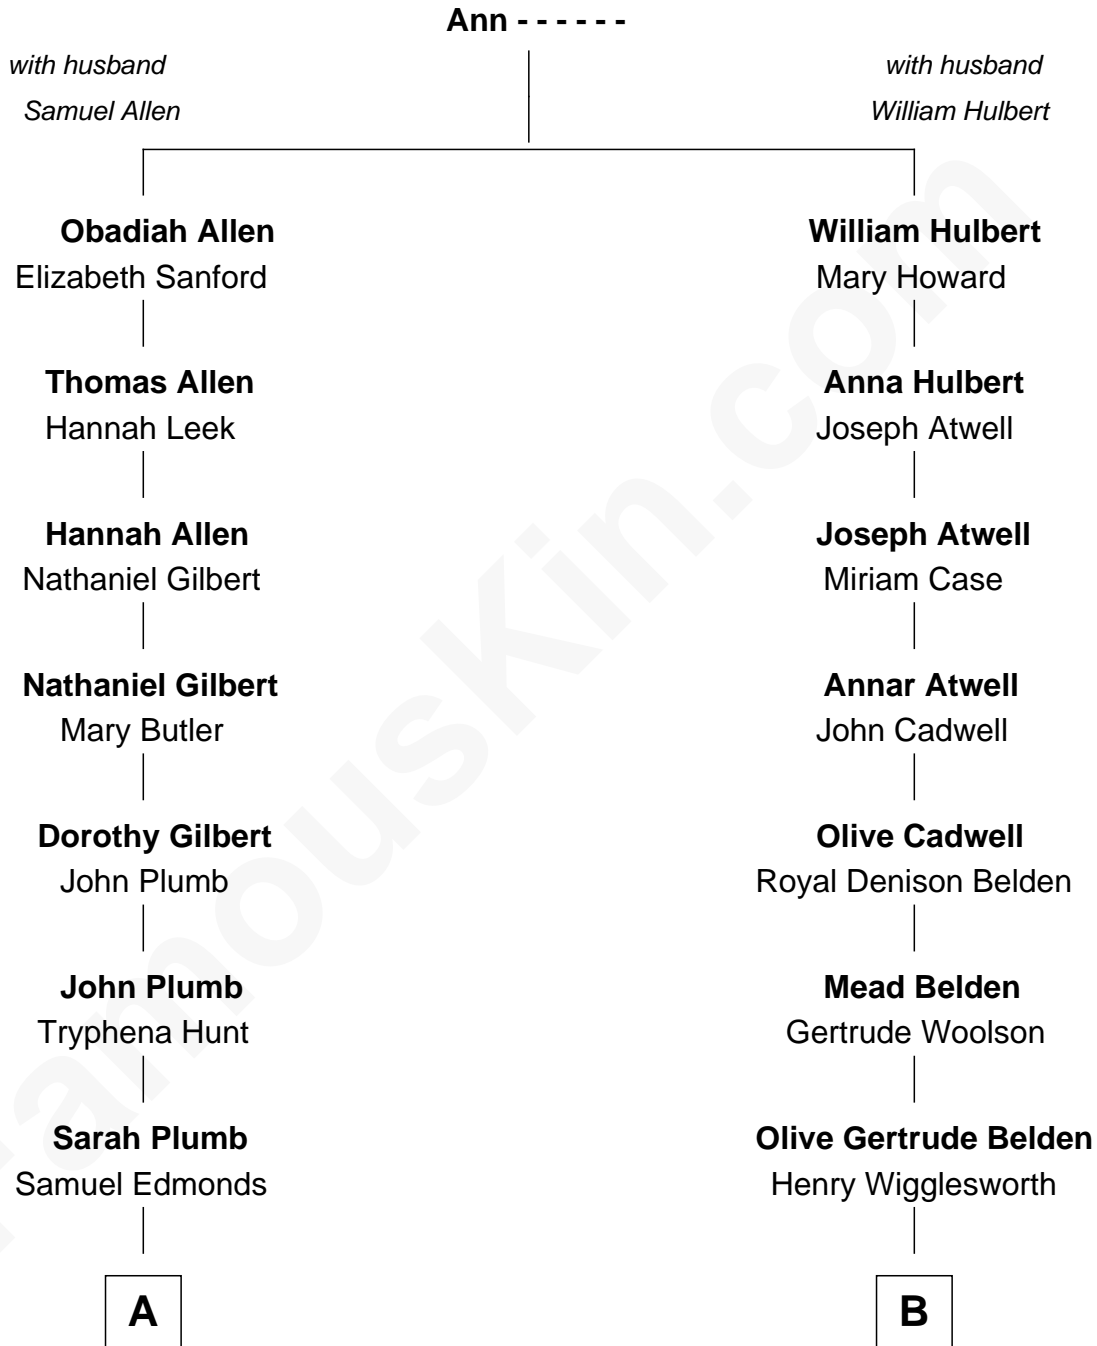 Ann - - - - - -
with husband
Samuel Allen
with husband
William Hulbert
Obadiah Allen
Elizabeth Sanford
William Hulbert
Mary Howard
Thomas Allen
Hannah Leek
Anna Hulbert
Joseph Atwell
Hannah Allen
Nathaniel Gilbert
Joseph Atwell
Miriam Case
Nathaniel Gilbert
Mary Butler
Annar Atwell
John Cadwell
Dorothy Gilbert
John Plumb
Olive Cadwell
Royal Denison Belden
John Plumb
Tryphena Hunt
Mead Belden
Gertrude Woolson
Sarah Plumb
Samuel Edmonds
Olive Gertrude Belden
Henry Wigglesworth
A
B
FamousKin.com